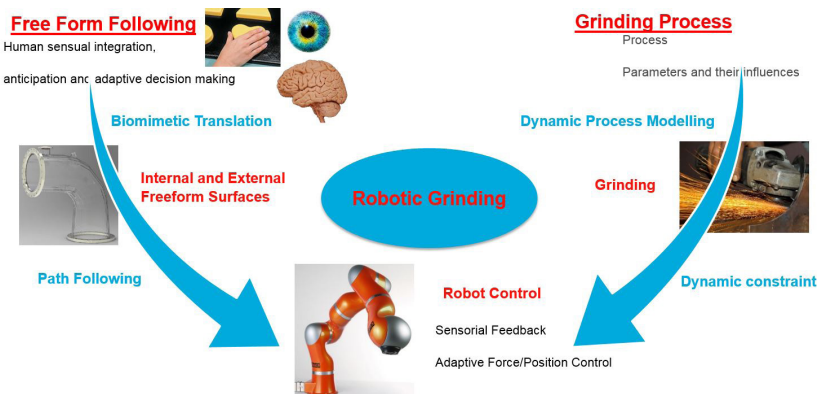 Free Form Following
Human sensual integration,
anticipation and adaptive decision making
Biomimetic Translation
Internal and External
Freeform Surfaces
Path Following
Grinding Process
Process
Parameters and their influences
Dynamic Process Modelling
Grinding
Dynamic constraint
Robotic Grinding
Robot Control
Sensorial Feedback
Adaptive Force/Position Control